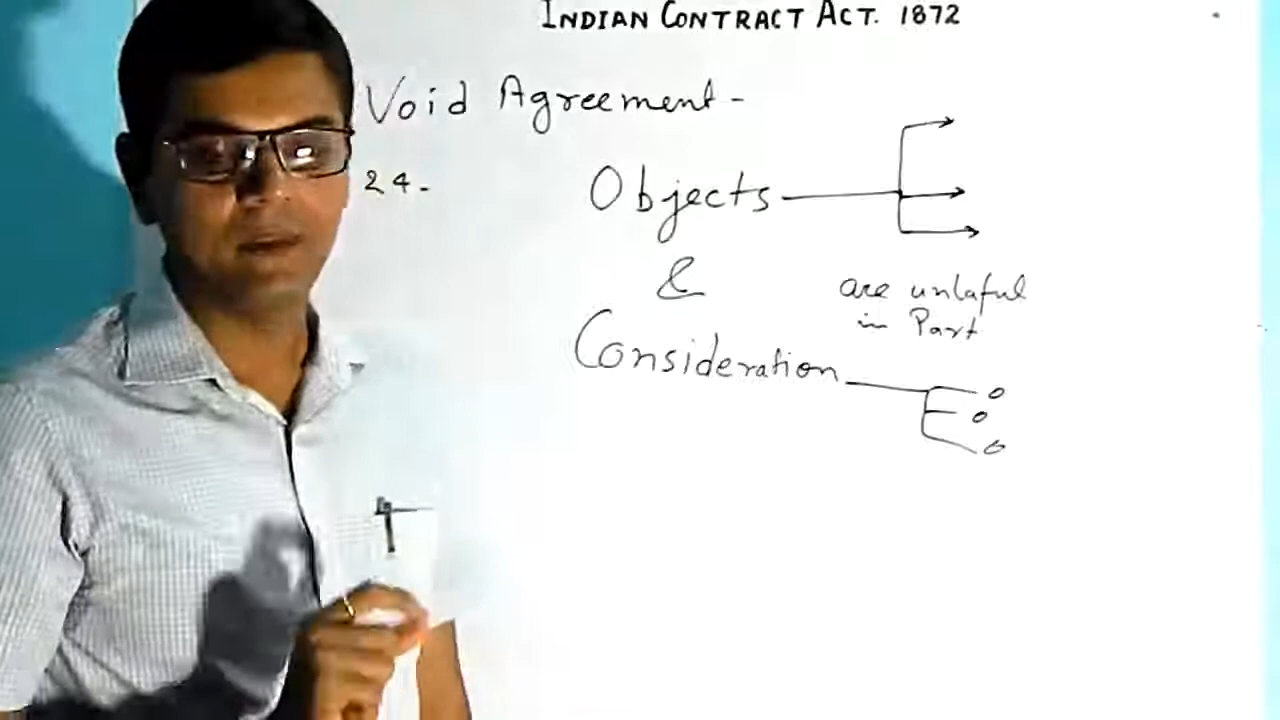 INDIAN CONTRACT ACT. 1872
Void Agreement -
24-
Objects
&
are unlaful
in Part
Consideration